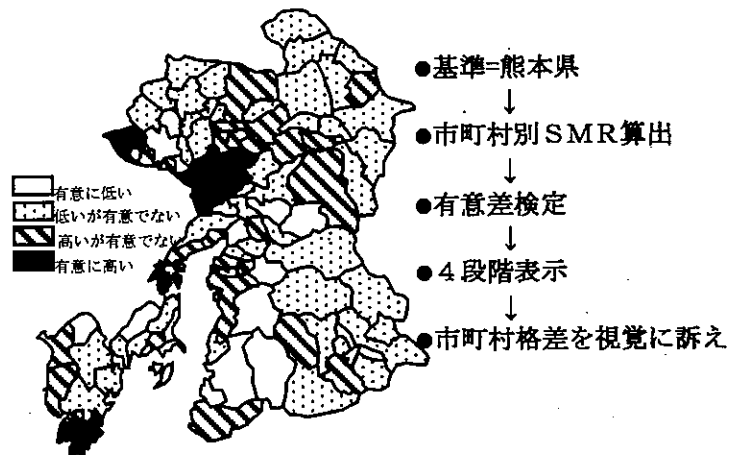 ●基準=熊本県
↓
●市町村別SMR算出
↓
●有意差検定
↓
●4段階表示
↓
●市町村格差を視覚に訴え
有意に低い
低いが有意でない
高いが有意でない
有意に高い